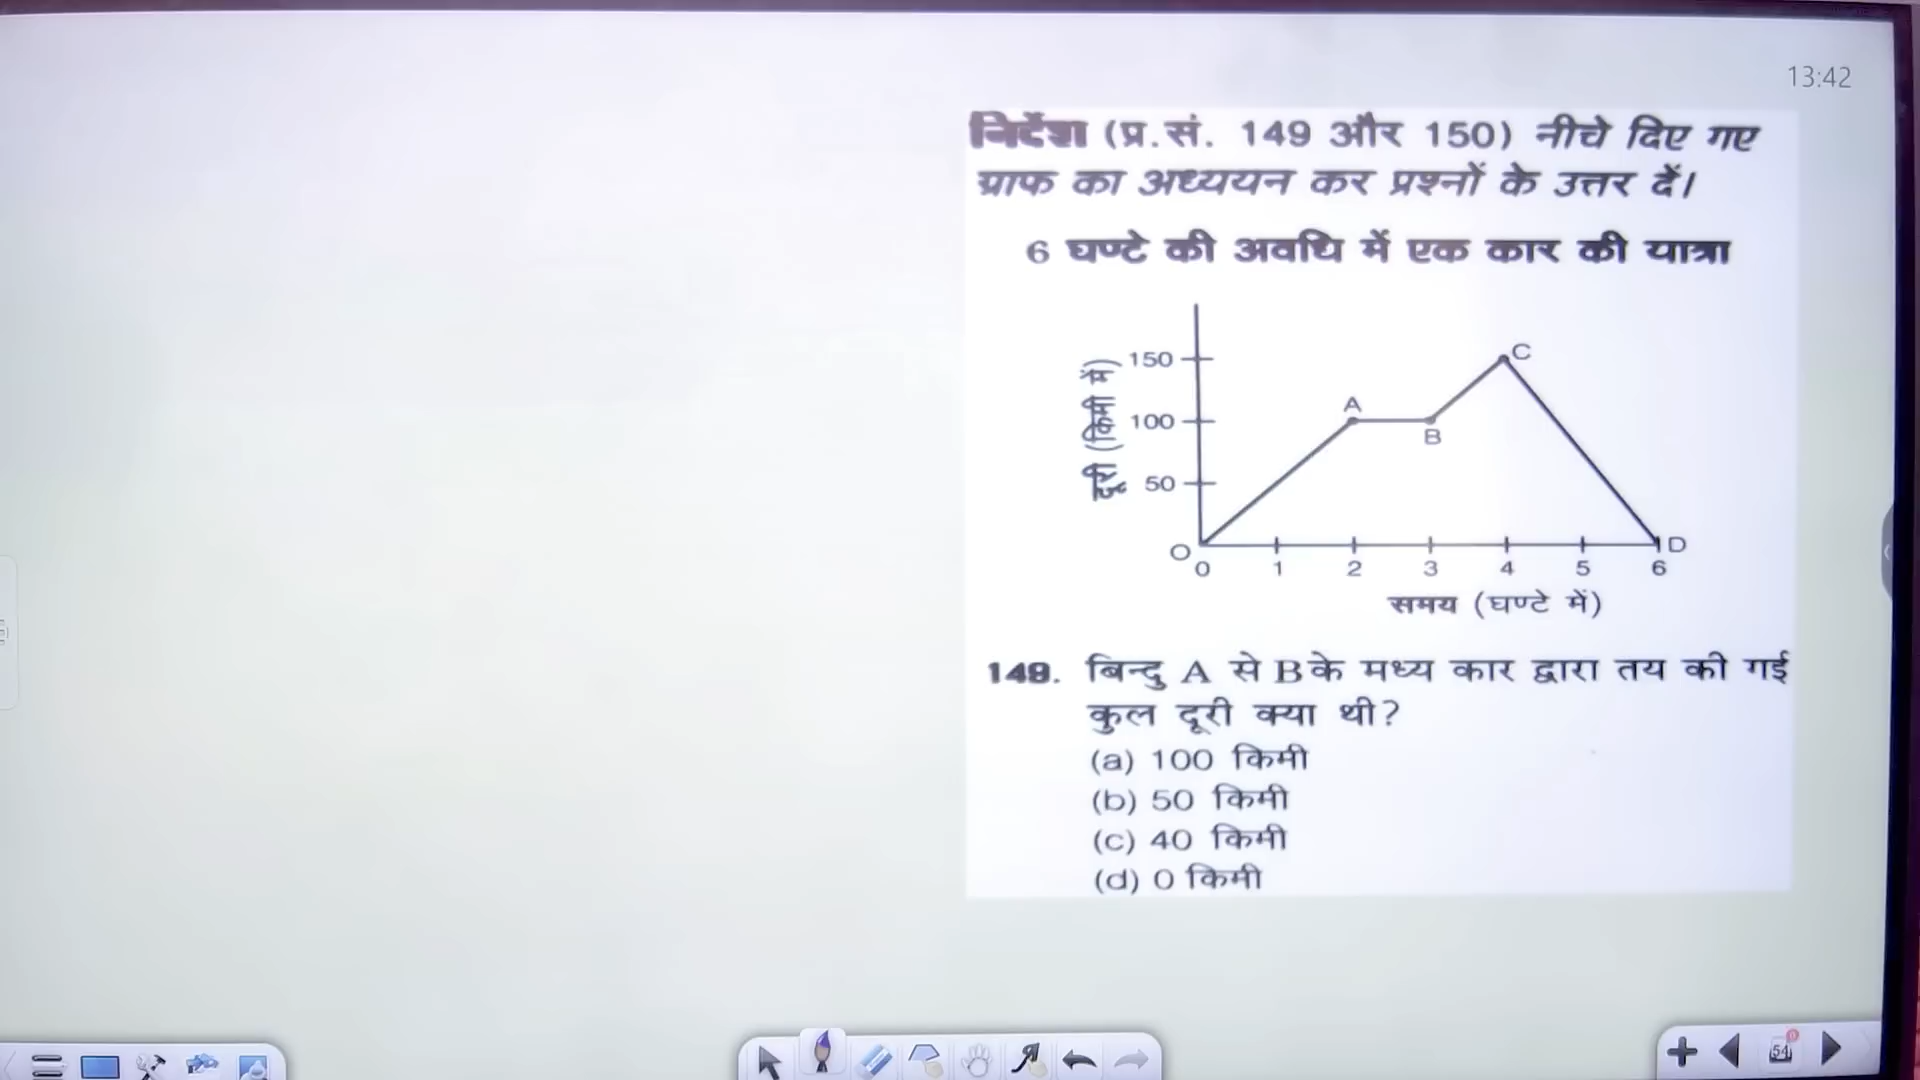 13:42
निर्देश (प्र.सं. 149 और 150) नीचे दिए गए
ग्राफ का अध्ययन कर प्रश्नों के उत्तर दें।
6 घण्टे की अवधि में एक कार की यात्रा
दूरी (किमी में)
150
100
50
A
B
C
D
O
0 1 2 3 4 5 6
समय (घण्टे में)
149. बिन्दु A से B के मध्य कार द्वारा तय की गई
कुल दूरी क्या थी?
(a) 100 किमी
(b) 50 किमी
(c) 40 किमी
(d) 0 किमी
54